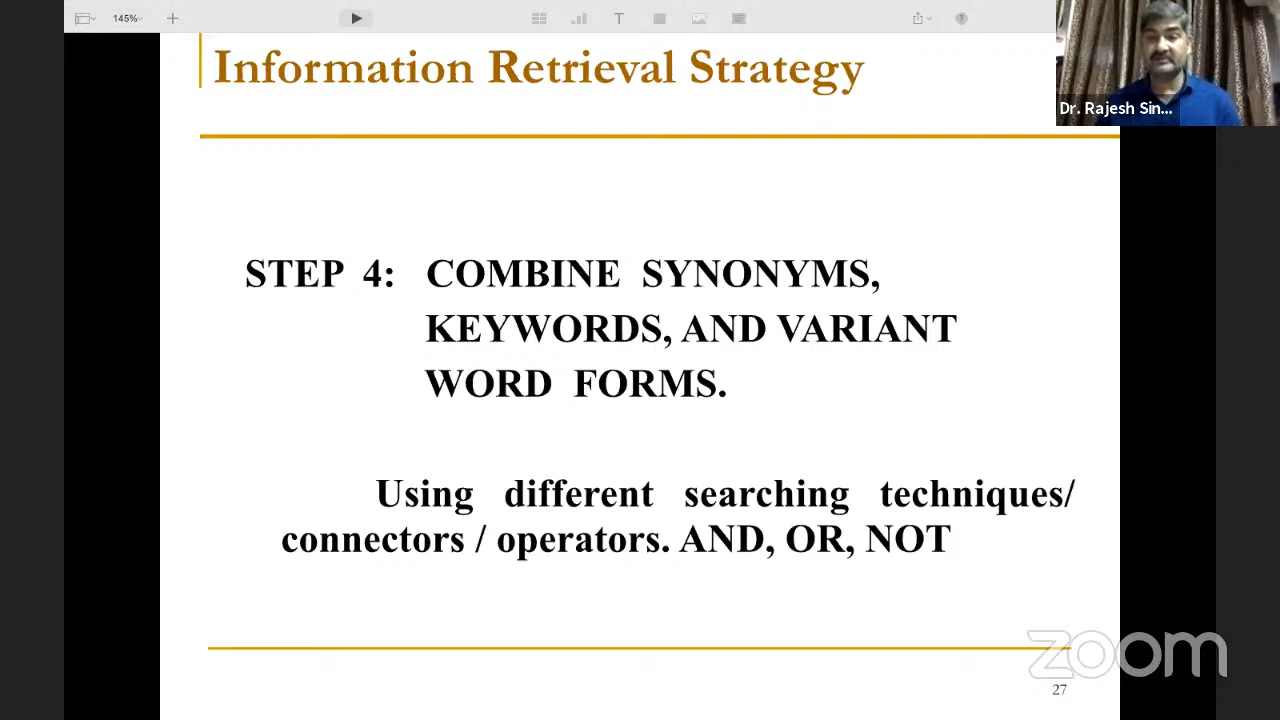 145%
T
?
Information Retrieval Strategy
Dr. Rajesh Sin...
STEP 4: COMBINE SYNONYMS,
KEYWORDS, AND VARIANT
WORD FORMS.
Using different searching techniques/
connectors / operators. AND, OR, NOT
zoom
27